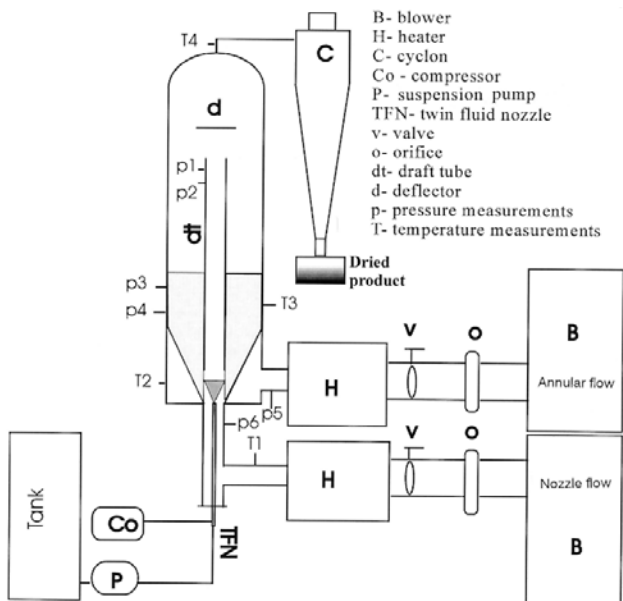 B- blower
H- heater
C- cyclon
Co - compressor
P- suspension pump
TFN- twin fluid nozzle
v- valve
o- orifice
dt- draft tube
d- deflector
p- pressure measurements
T- temperature measurements
T4
C
d
p1
p2
dt
Dried
product
p3
p4
T3
T2
p5
p6
T1
H
v
o
B
Annular flow
H
v
o
Nozzle flow
B
Tank
Co
P
TFN